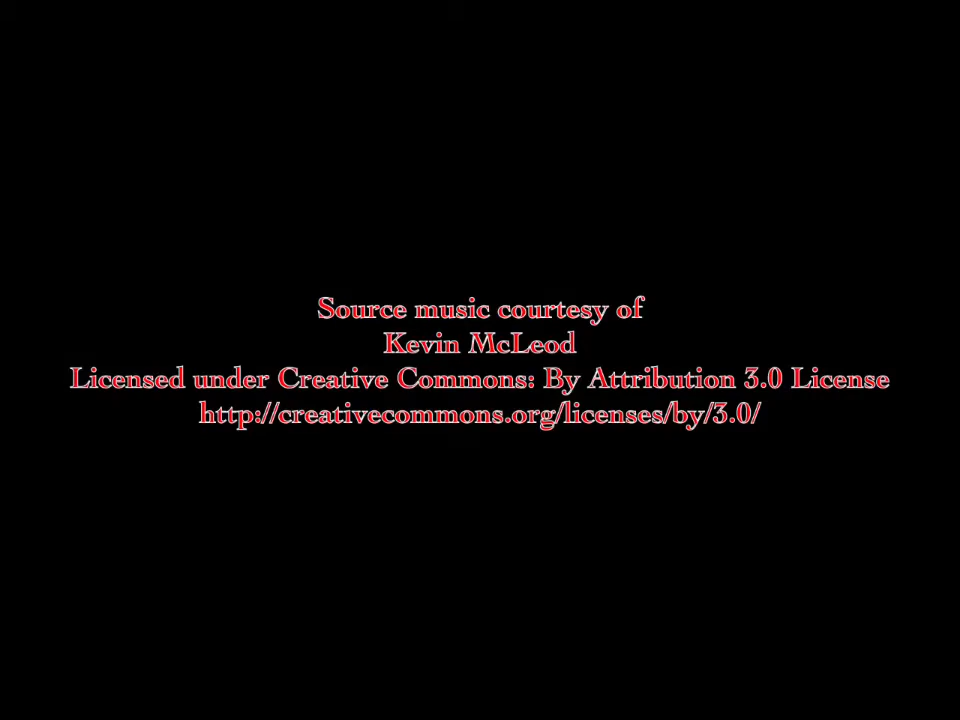 Source music courtesy of
Kevin McLeod
Licensed under Creative Commons: By Attribution 3.0 License
http://creativecommons.org/licenses/by/3.0/